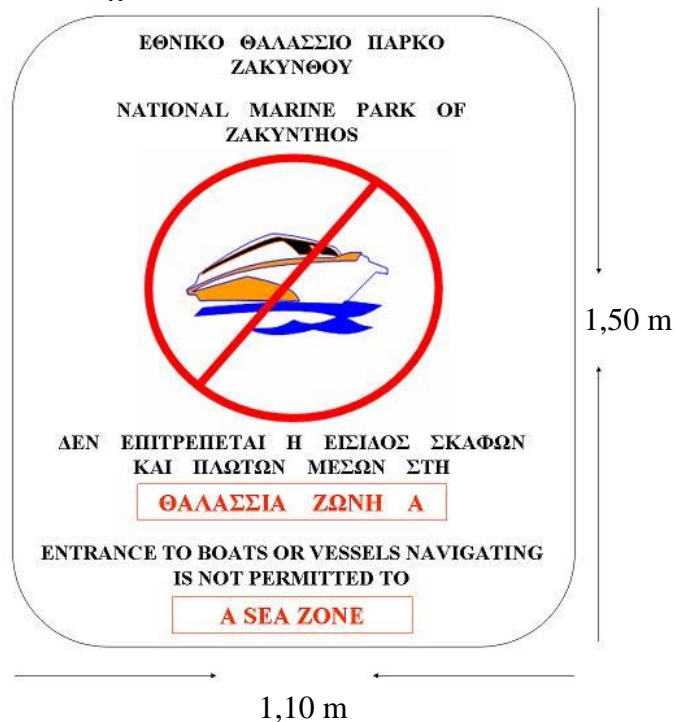 ΕΘΝΙΚΟ ΘΑΛΑΣΣΙΟ ΠΑΡΚΟ
ΖΑΚΥΝΘΟΥ
NATIONAL MARINE PARK OF
ZAKYNTHOS
1,50 m
ΔΕΝ ΕΠΙΤΡΕΠΕΤΑΙ Η ΕΙΣΙΔΟΣ ΣΚΑΦΩΝ
ΚΑΙ ΠΛΩΤΩΝ ΜΕΣΩΝ ΣΤΗ
ΘΑΛΑΣΣΙΑ ΖΩΝΗ Α
ENTRANCE TO BOATS OR VESSELS NAVIGATING
IS NOT PERMITTED TO
A SEA ZONE
1,10 m